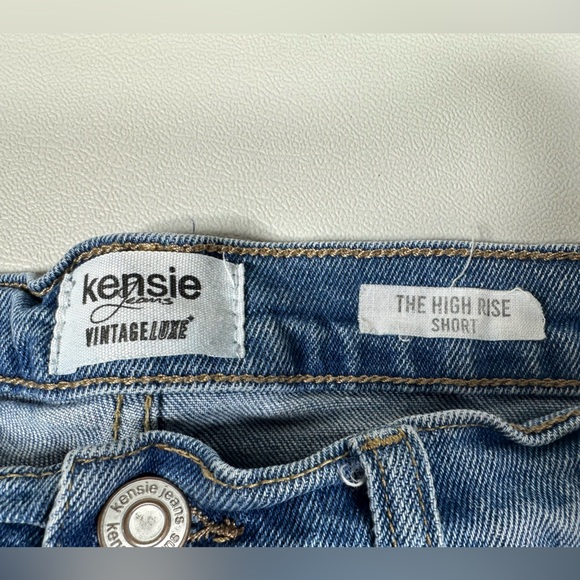 kensie
Jeans
VINTAGELUXE+
THE HIGH RISE
SHORT
kensie jeans